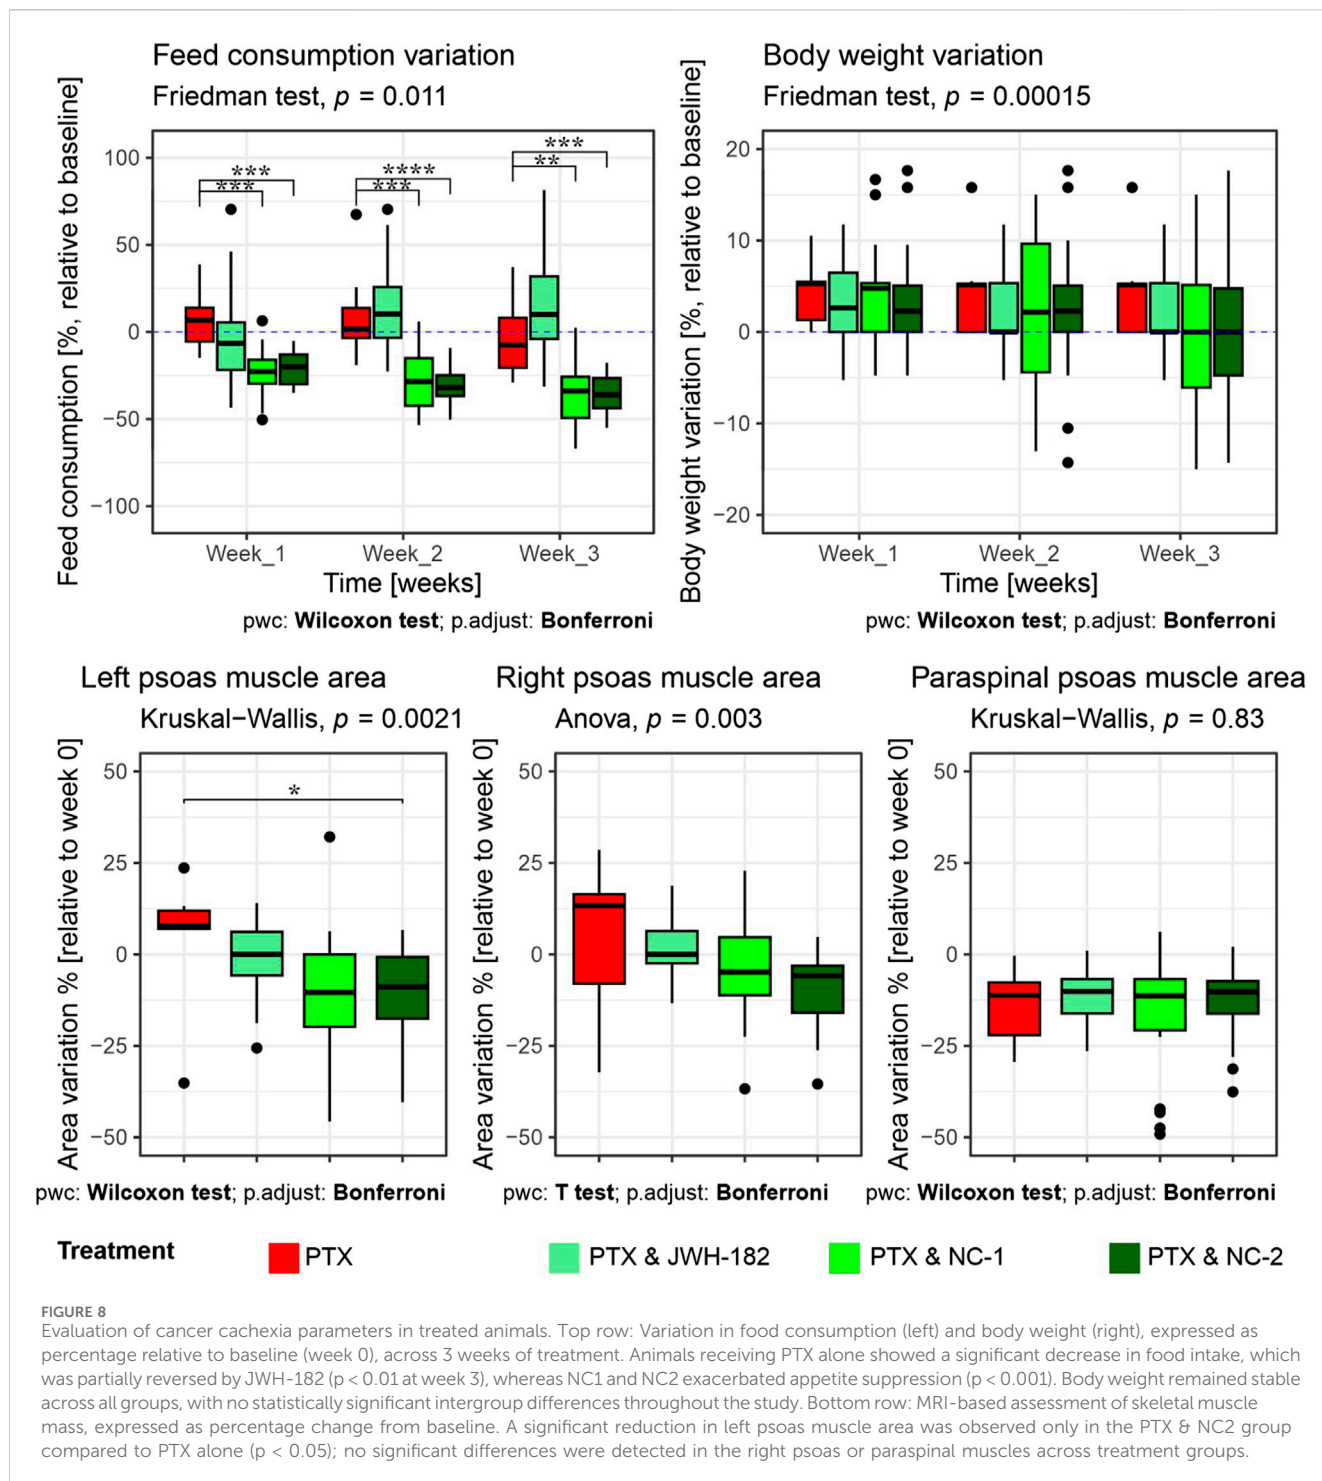 Feed consumption variation
Friedman test, p = 0.011
Feed consumption [%, relative to baseline]
100
50
0
−50
−100
***
***
****
***
***
**
Week_1
Week_2
Week_3
Time [weeks]
pwc: Wilcoxon test; p.adjust: Bonferroni
Body weight variation
Friedman test, p = 0.00015
Body weight variation [%, relative to baseline]
20
10
0
−10
−20
Week_1
Week_2
Week_3
Time [weeks]
pwc: Wilcoxon test; p.adjust: Bonferroni
Left psoas muscle area
Kruskal−Wallis, p = 0.0021
Area variation % [relative to week 0]
50
25
0
−25
−50
*
pwc: Wilcoxon test; p.adjust: Bonferroni
Right psoas muscle area
Anova, p = 0.003
Area variation % [relative to week 0]
50
25
0
−25
−50
pwc: T test; p.adjust: Bonferroni
Paraspinal psoas muscle area
Kruskal−Wallis, p = 0.83
Area variation % [relative to week 0]
50
25
0
−25
−50
pwc: Wilcoxon test; p.adjust: Bonferroni
Treatment
PTX
PTX & JWH-182
PTX & NC-1
PTX & NC-2
FIGURE 8
Evaluation of cancer cachexia parameters in treated animals. Top row: Variation in food consumption (left) and body weight (right), expressed as
percentage relative to baseline (week 0), across 3 weeks of treatment. Animals receiving PTX alone showed a significant decrease in food intake, which
was partially reversed by JWH-182 (p < 0.01 at week 3), whereas NC1 and NC2 exacerbated appetite suppression (p < 0.001). Body weight remained stable
across all groups, with no statistically significant intergroup differences throughout the study. Bottom row: MRI-based assessment of skeletal muscle
mass, expressed as percentage change from baseline. A significant reduction in left psoas muscle area was observed only in the PTX & NC2 group
compared to PTX alone (p < 0.05); no significant differences were detected in the right psoas or paraspinal muscles across treatment groups.